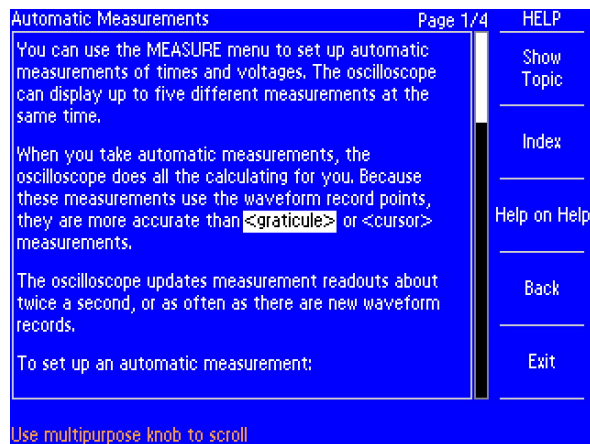 Automatic Measurements Page 1/4 HELP
You can use the MEASURE menu to set up automatic
measurements of times and voltages. The oscilloscope
can display up to five different measurements at the
same time.
When you take automatic measurements, the
oscilloscope does all the calculating for you. Because
these measurements use the waveform record points,
they are more accurate than <graticule> or <cursor>
measurements.
The oscilloscope updates measurement readouts about
twice a second, or as often as there are new waveform
records.
To set up an automatic measurement:
Use multipurpose knob to scroll
Show
Topic
Index
Help on Help
Back
Exit